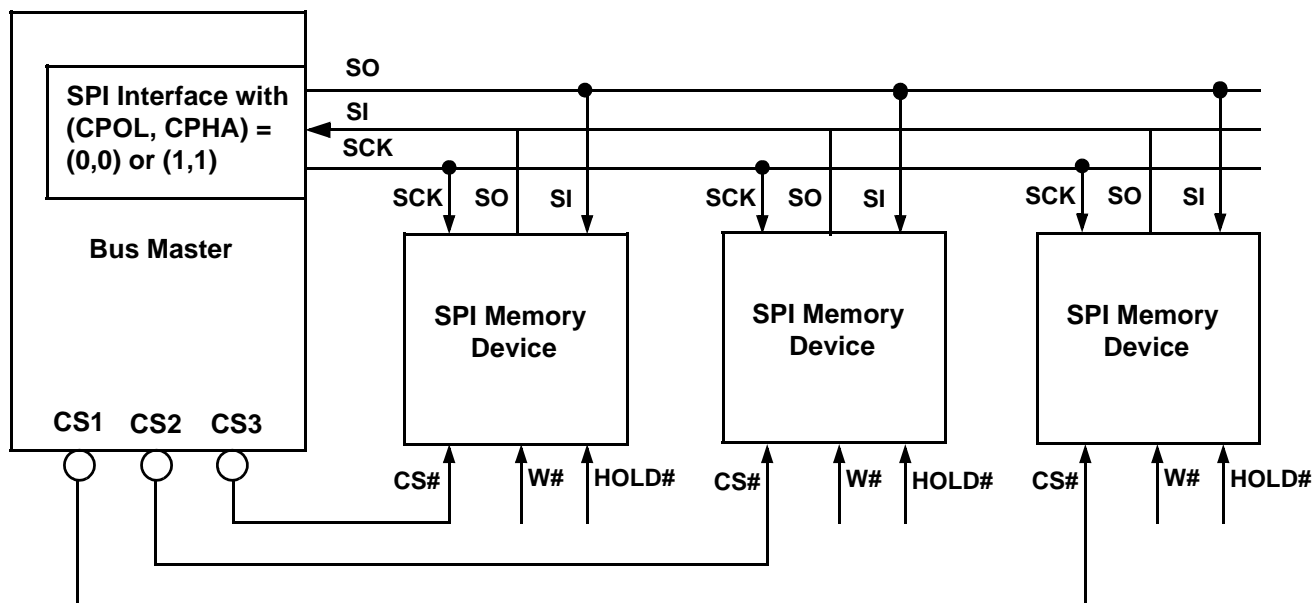 SO
SPI Interface with
(CPOL, CPHA) =
(0,0) or (1,1)
SI
SCK
SCK SO SI SCK SO SI SCK SO SI
Bus Master
SPI Memory
Device
SPI Memory
Device
SPI Memory
Device
CS1 CS2 CS3
CS# W# HOLD# CS# W# HOLD# CS# W# HOLD#